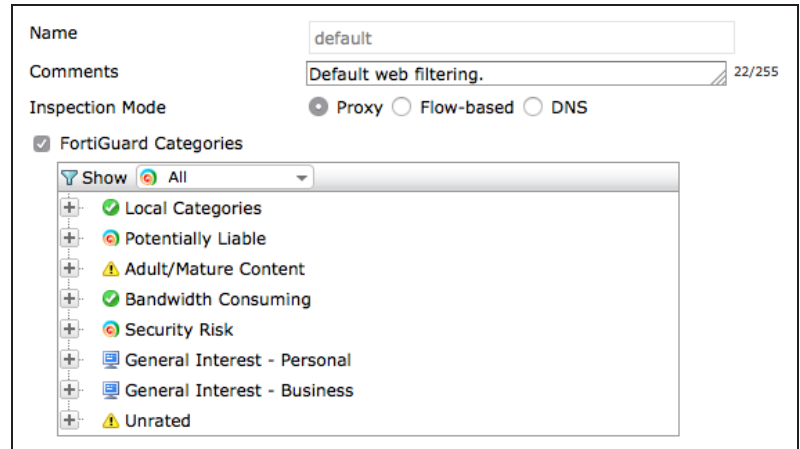 Name default
Comments Default web filtering. 22/255
Inspection Mode Proxy Flow-based DNS
FortiGuard Categories
Show All
Local Categories
Potentially Liable
Adult/Mature Content
Bandwidth Consuming
Security Risk
General Interest - Personal
General Interest - Business
Unrated